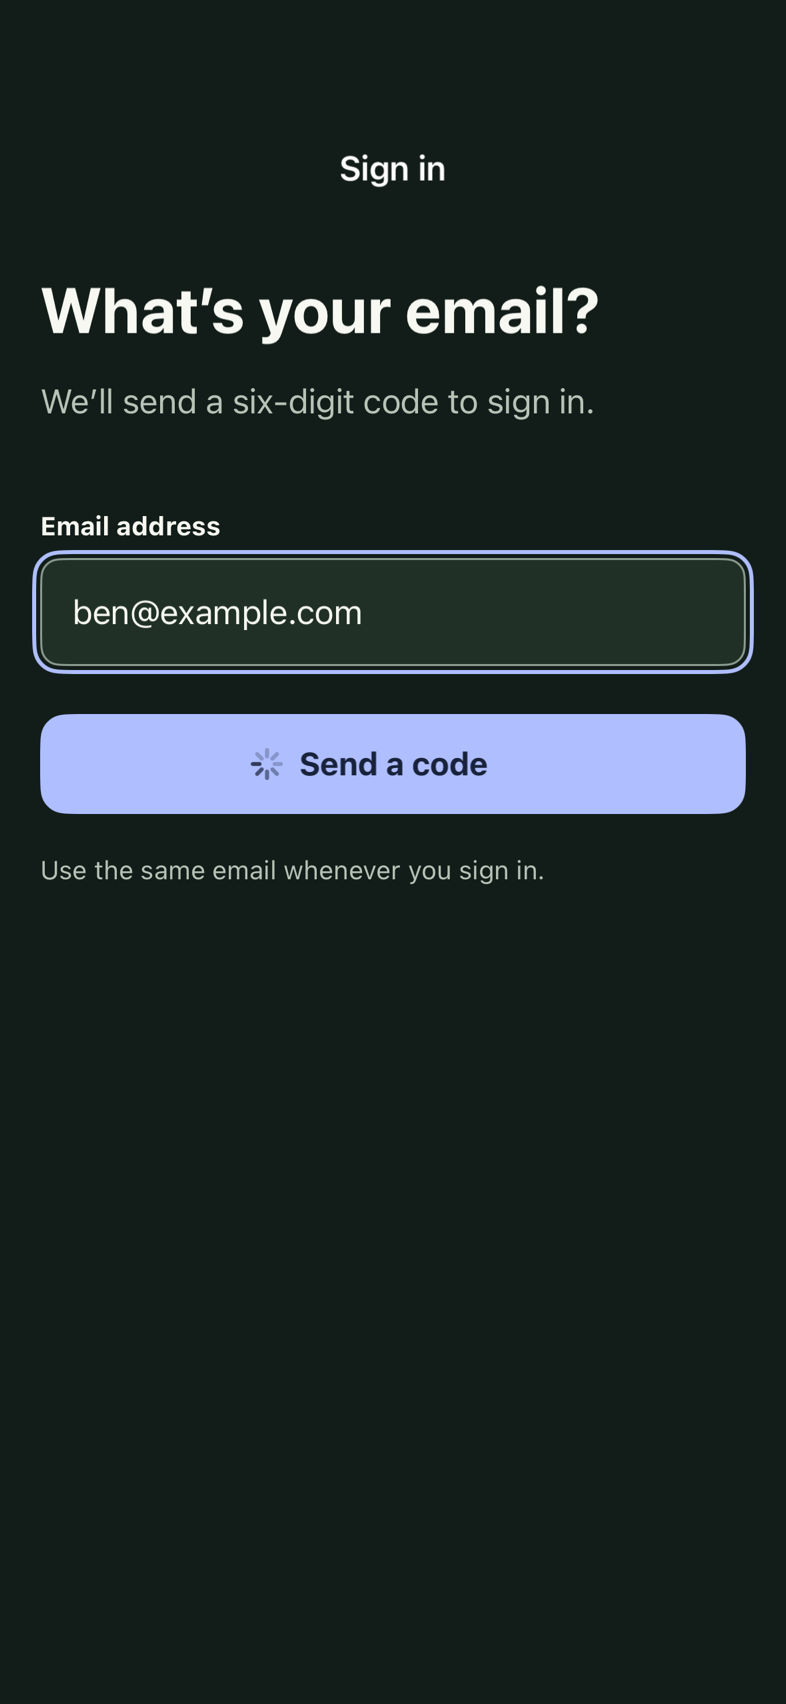 Sign in
What’s your email?
We’ll send a six-digit code to sign in.
Email address
ben@example.com
Send a code
Use the same email whenever you sign in.